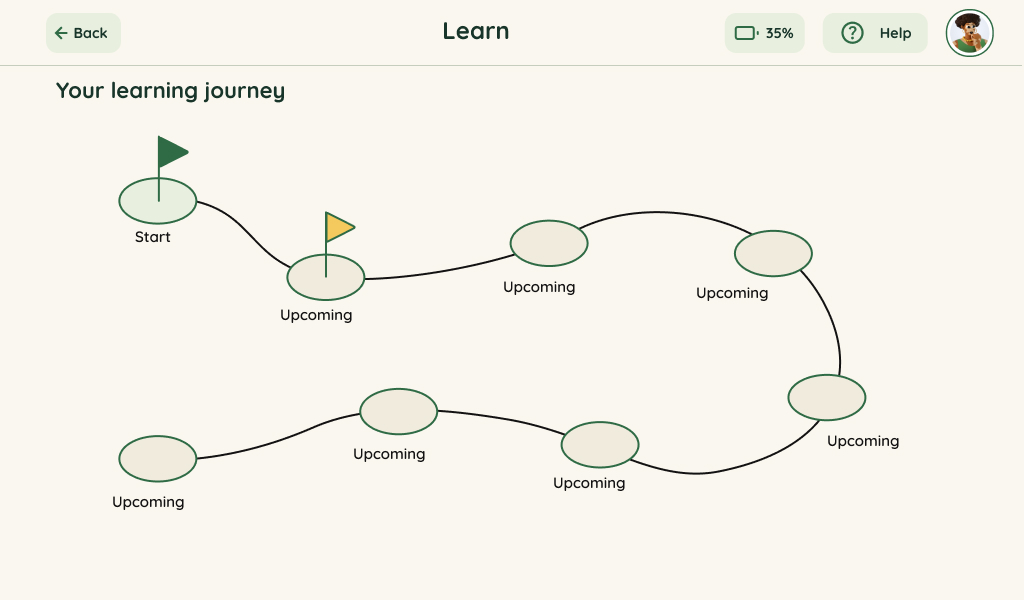 Back
Learn
35%
Help
Your learning journey
Start
Upcoming
Upcoming
Upcoming
Upcoming
Upcoming
Upcoming
Upcoming